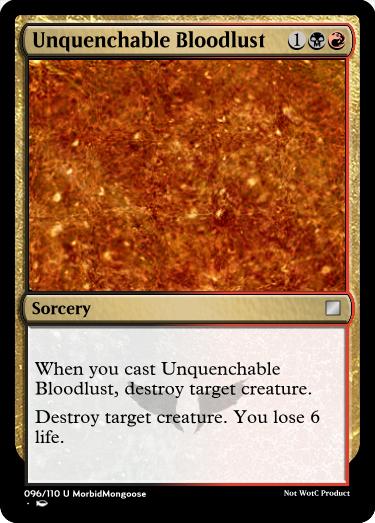 Unquenchable Bloodlust 1
Sorcery
When you cast Unquenchable
Bloodlust, destroy target creature.
Destroy target creature. You lose 6
life.
096/110 U MorbidMongoose
Not WotC Product